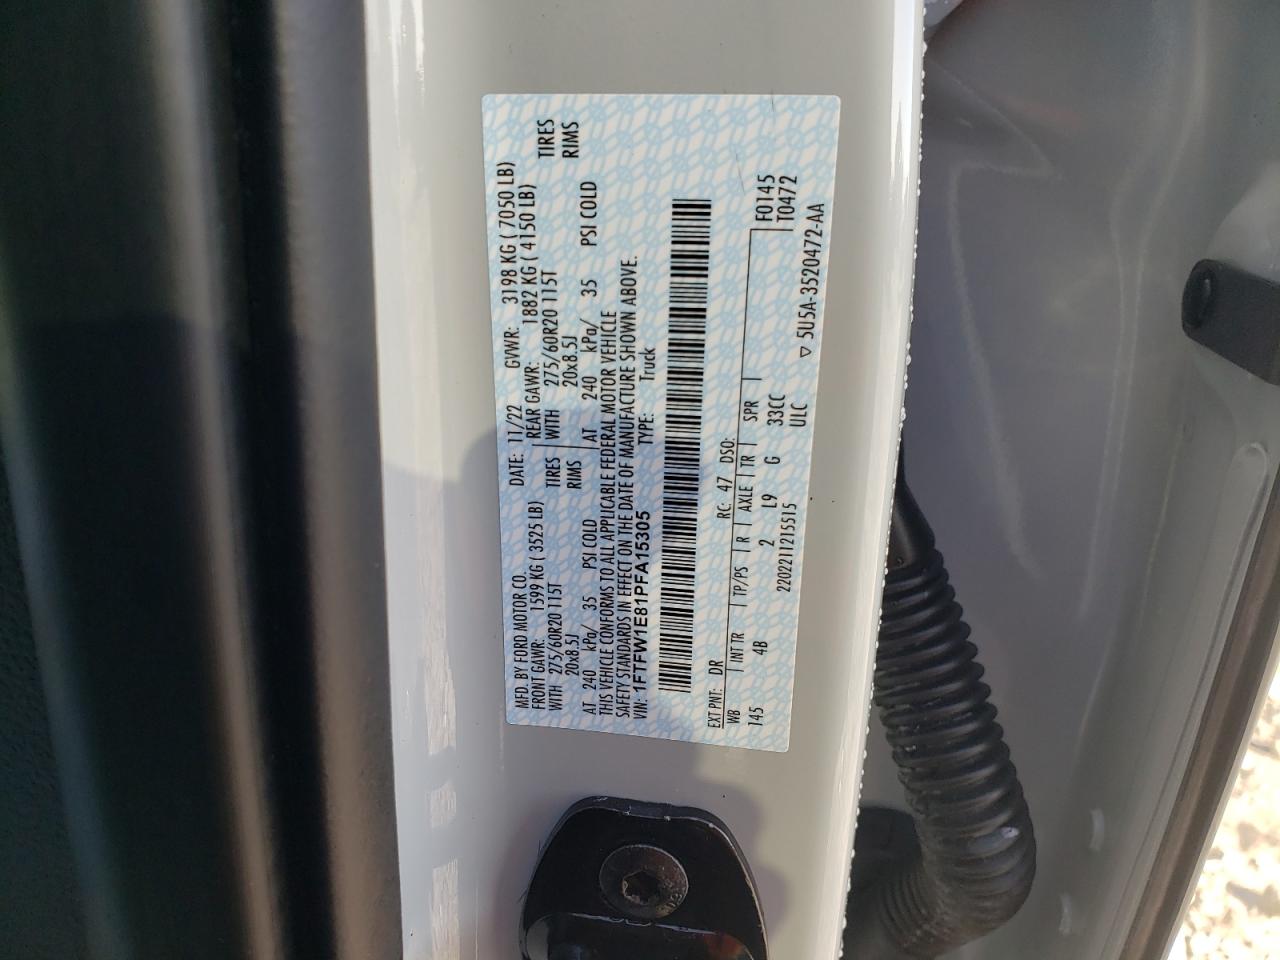 MFD. BY FORD MOTOR CO. DATE: 11/22 GVWR: 3198 KG ( 7050 LB)
FRONT GAWR: 1599 KG ( 3525 LB) REAR GAWR: 1882 KG ( 4150 LB)
WITH 275/60R20 115T TIRES WITH 275/60R20 115T TIRES
20x8.5J RIMS 20x8.5J RIMS
AT 240 kPa/ 35 PSI COLD AT 240 kPa/ 35 PSI COLD
THIS VEHICLE CONFORMS TO ALL APPLICABLE FEDERAL MOTOR VEHICLE
SAFETY STANDARDS IN EFFECT ON THE DATE OF MANUFACTURE SHOWN ABOVE.
VIN: 1FTFW1E81PFA15305 TYPE: Truck
EXT PNT: DR RC: 47 DSO:
WB INT TR TP/PS R AXLE TR SPR F0145
145 4B 2 L9 G 33CC T0472
2202211215515 ULC ▽ 5U5A-3520472-AA